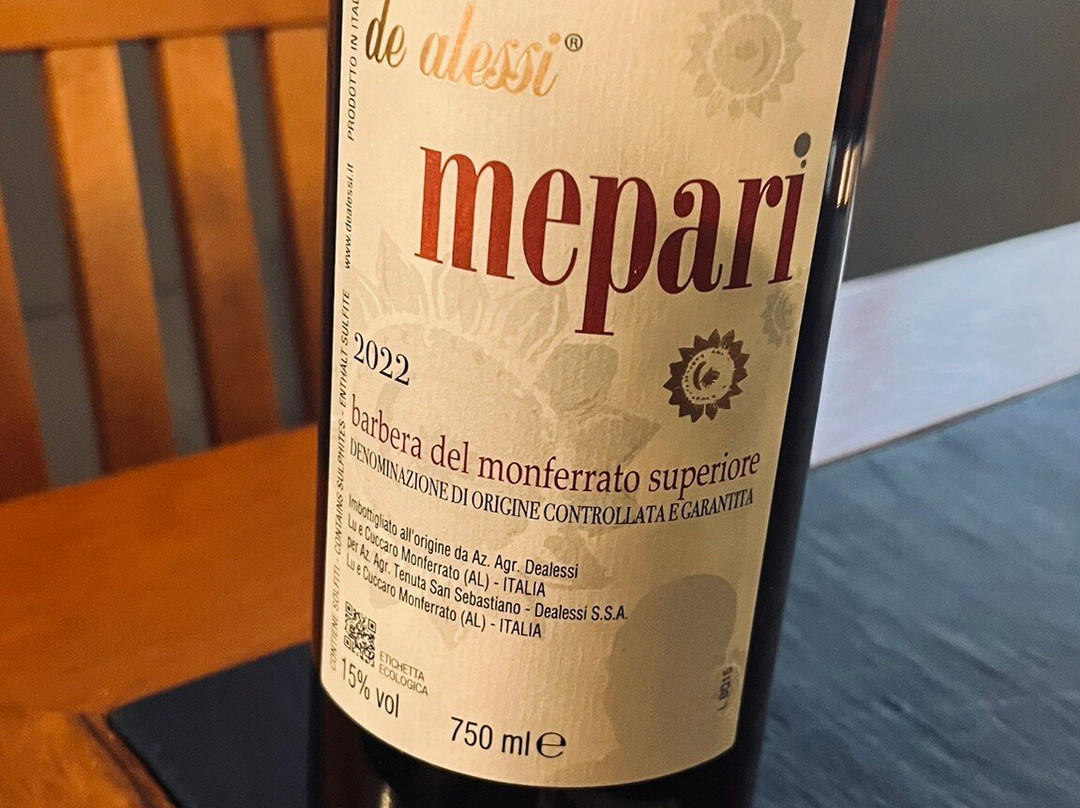 de alessi®
mepari
2022
barbera del monferrato superiore
DENOMINAZIONE DI ORIGINE CONTROLLATA E GARANTITA
Imbottigliato all'origine da Az. Agr. Dealessi
Lu e Cuccaro Monferrato (AL) - ITALIA
per Az. Agr. Tenuta San Sebastiano - Dealessi S.S.A.
Lu e Cuccaro Monferrato (AL) - ITALIA
ETICHETTA
ECOLOGICA
15% vol
750 ml ℮
CONTIENE SOLFITI - CONTAINS SULPHITES - ENTHALT SULFITE www.dealessi.it PRODOTTO IN